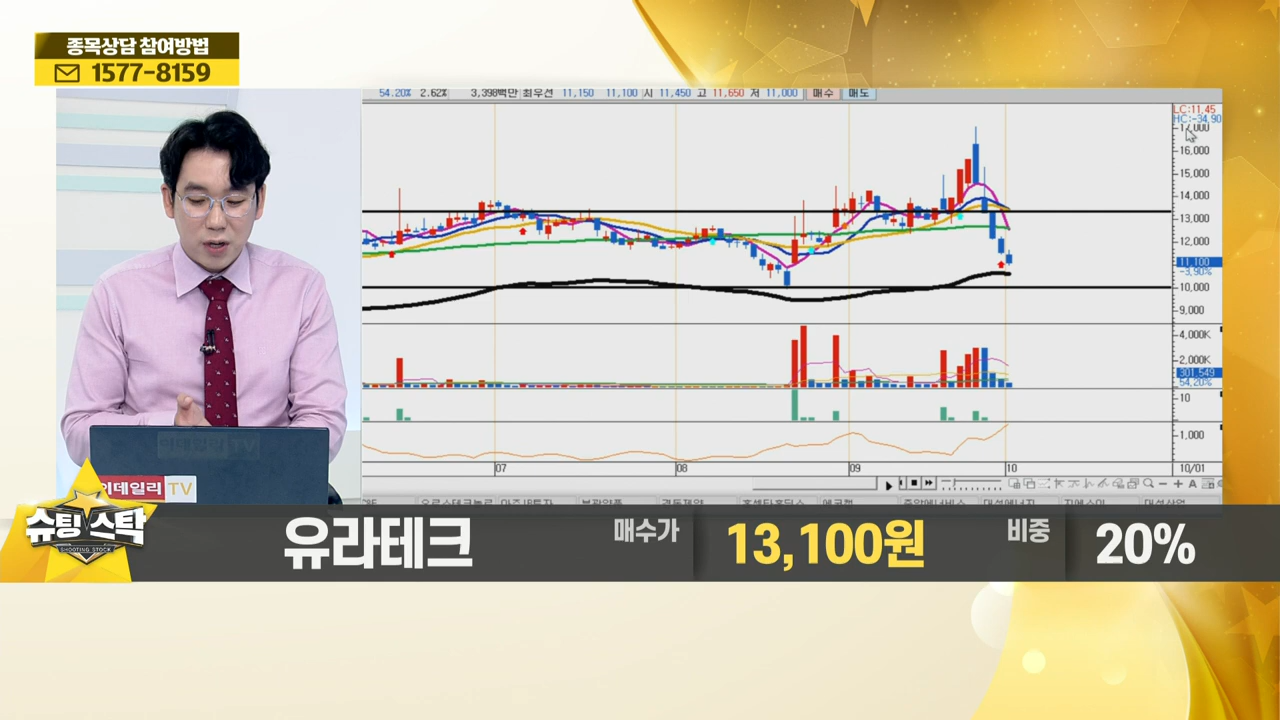 종목상담 참여방법
1577-8159
54.20% 2.62% 3,398백만 최우선 11,150 11,100 시 11,450 고 11,650 저 11,000 매수 매도
LC:11.45
HC:-34.90
17,000
16,000
15,000
14,000
13,000
12,000
11,100
-3.90%
10,000
9,000
4,000K
2,000K
301,549
54,20%
10
1,000
07 08 09 10 10/01
이데일리 TV
이데일리 TV
슈팅스탁
SHOOTING STOCK
유라테크 매수가 13,100원 비중 20%